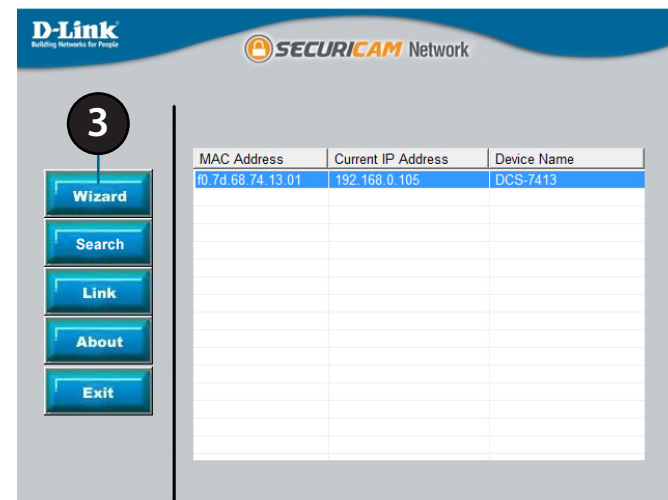 D-Link
Building Networks for People
SECURICAM Network
3
MAC Address Current IP Address Device Name
f0.7d.68.74.13.01 192.168.0.105 DCS-7413
Wizard
Search
Link
About
Exit